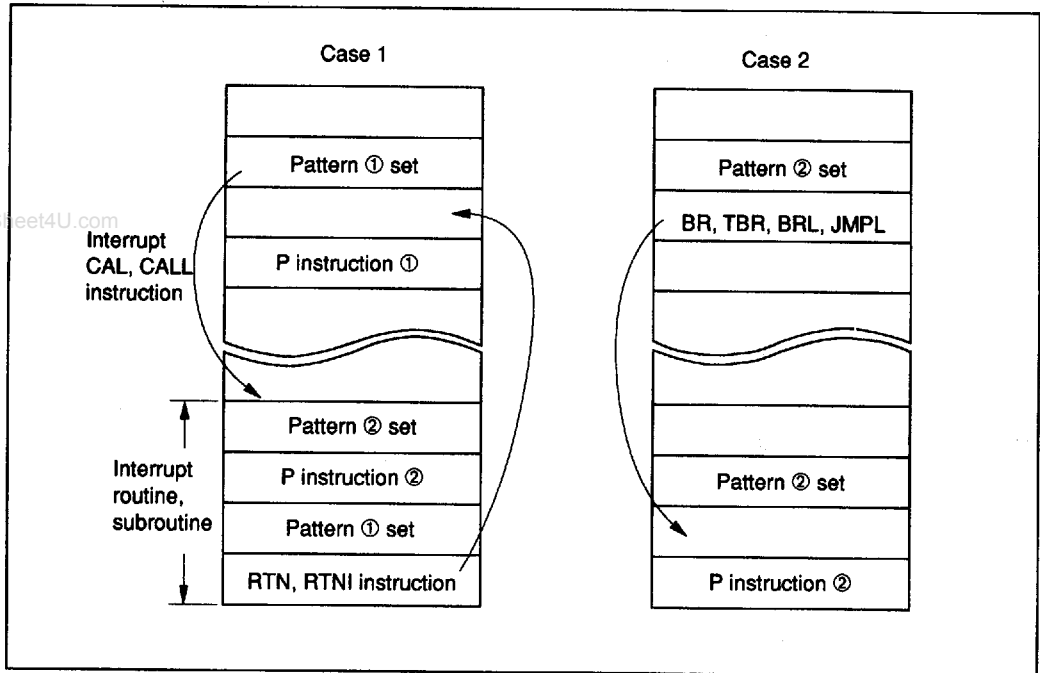 Case 1
Pattern ① set
P instruction ①
Pattern ② set
P instruction ②
Pattern ① set
RTN, RTNI instruction
Interrupt
CAL, CALL
instruction
Interrupt
routine,
subroutine
Case 2
Pattern ② set
BR, TBR, BRL, JMPL
Pattern ② set
P instruction ②
heet4U.com